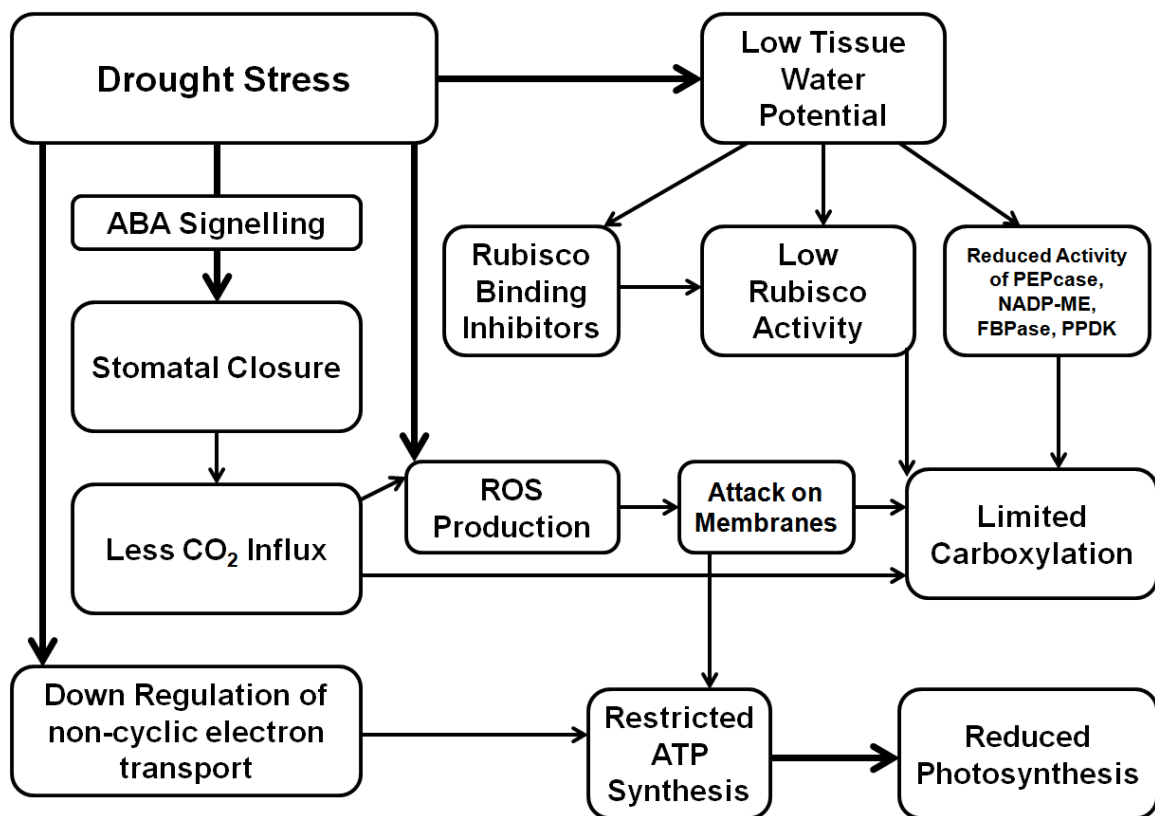 Drought Stress
Low Tissue
Water
Potential
ABA Signelling
Rubisco
Binding
Inhibitors
Low
Rubisco
Activity
Reduced Activity
of PEPcase,
NADP-ME,
FBPase, PPDK
Stomatal Closure
Less CO₂ Influx
ROS
Production
Attack on
Membranes
Limited
Carboxylation
Down Regulation of
non-cyclic electron
transport
Restricted
ATP
Synthesis
Reduced
Photosynthesis